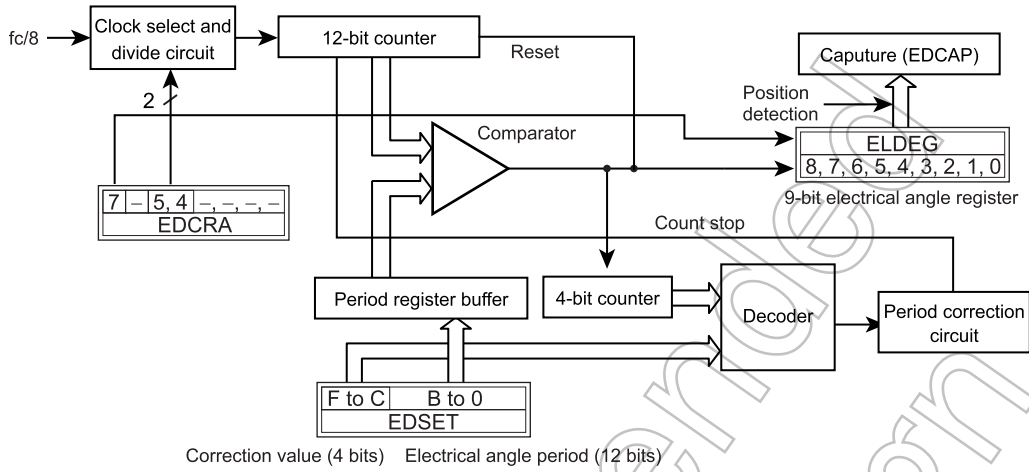 fc/8
Clock select and
divide circuit
12-bit counter
Reset
Caputure (EDCAP)
2
Position
detection
Comparator
ELDEG
8, 7, 6, 5, 4, 3, 2, 1, 0
9-bit electrical angle register
7 – 5, 4 –, –, –, –
EDCRA
Count stop
Period register buffer
4-bit counter
Decoder
Period correction
circuit
F to C B to 0
EDSET
Correction value (4 bits) Electrical angle period (12 bits)